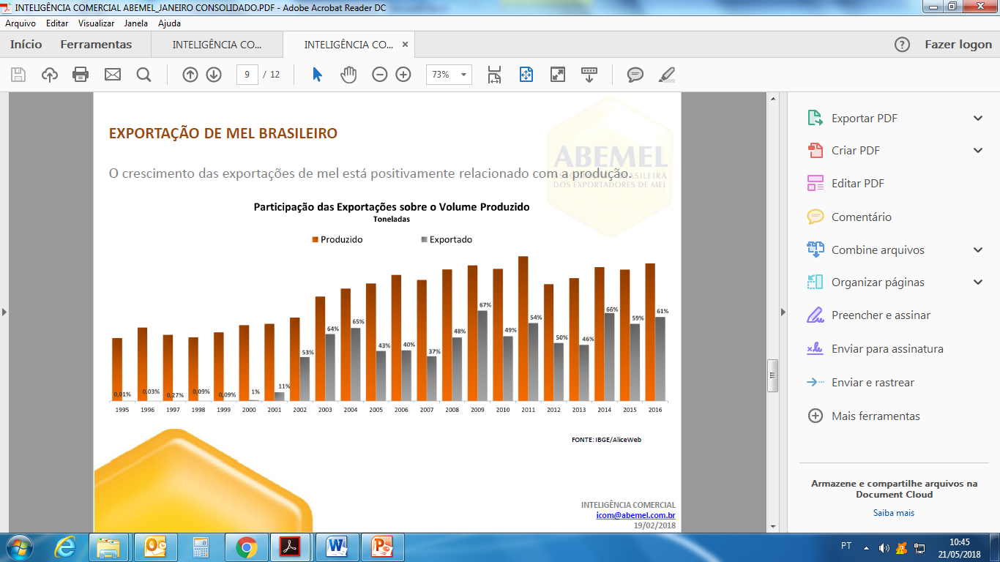 INTELIGÊNCIA COMERCIAL ABEMEL_JANEIRO CONSOLIDADO.PDF - Adobe Acrobat Reader DC
Arquivo Editar Visualizar Janela Ajuda
Início Ferramentas INTELIGÊNCIA CO... INTELIGÊNCIA CO... × ? Fazer logon
9 / 12 73%
EXPORTAÇÃO DE MEL BRASILEIRO
ABEMEL
ASSOCIAÇÃO BRASILEIRA
DOS EXPORTADORES DE MEL
O crescimento das exportações de mel está positivamente relacionado com a produção.
Participação das Exportações sobre o Volume Produzido
Toneladas
Produzido Exportado
0,01% 0,03% 0,27% 0,09% 0,09% 1% 11% 53% 64% 65% 43% 40% 37% 48% 67% 49% 54% 50% 46% 66% 59% 61%
1995 1996 1997 1998 1999 2000 2001 2002 2003 2004 2005 2006 2007 2008 2009 2010 2011 2012 2013 2014 2015 2016
FONTE: IBGE/AliceWeb
INTELIGÊNCIA COMERCIAL
icom@abemel.com.br
19/02/2018
Exportar PDF
Criar PDF
Editar PDF
Comentário
Combine arquivos
Organizar páginas
Preencher e assinar
Enviar para assinatura
Enviar e rastrear
Mais ferramentas
Armazene e compartilhe arquivos na
Document Cloud
Saiba mais
PT 10:45
21/05/2018